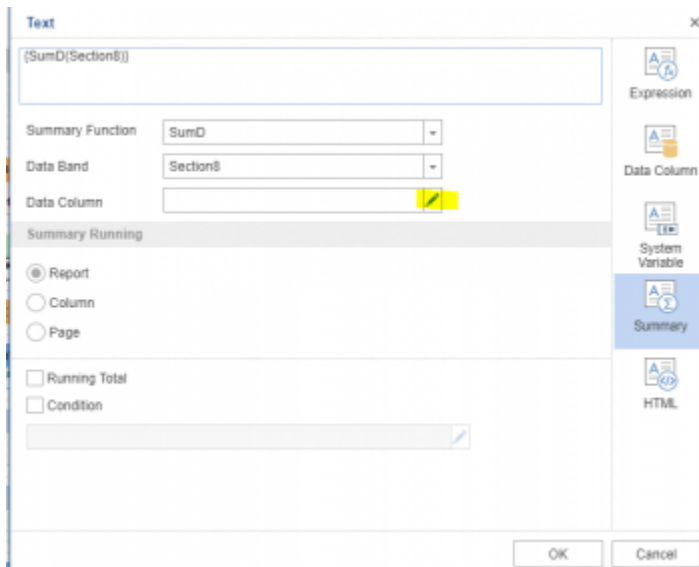 Text
{SumD(Section8)}
Expression
Summary Function
SumD
Data Band
Section8
Data Column
Data Column
Summary Running
System
Variable
Report
Column
Page
Summary
Running Total
Condition
HTML
OK
Cancel